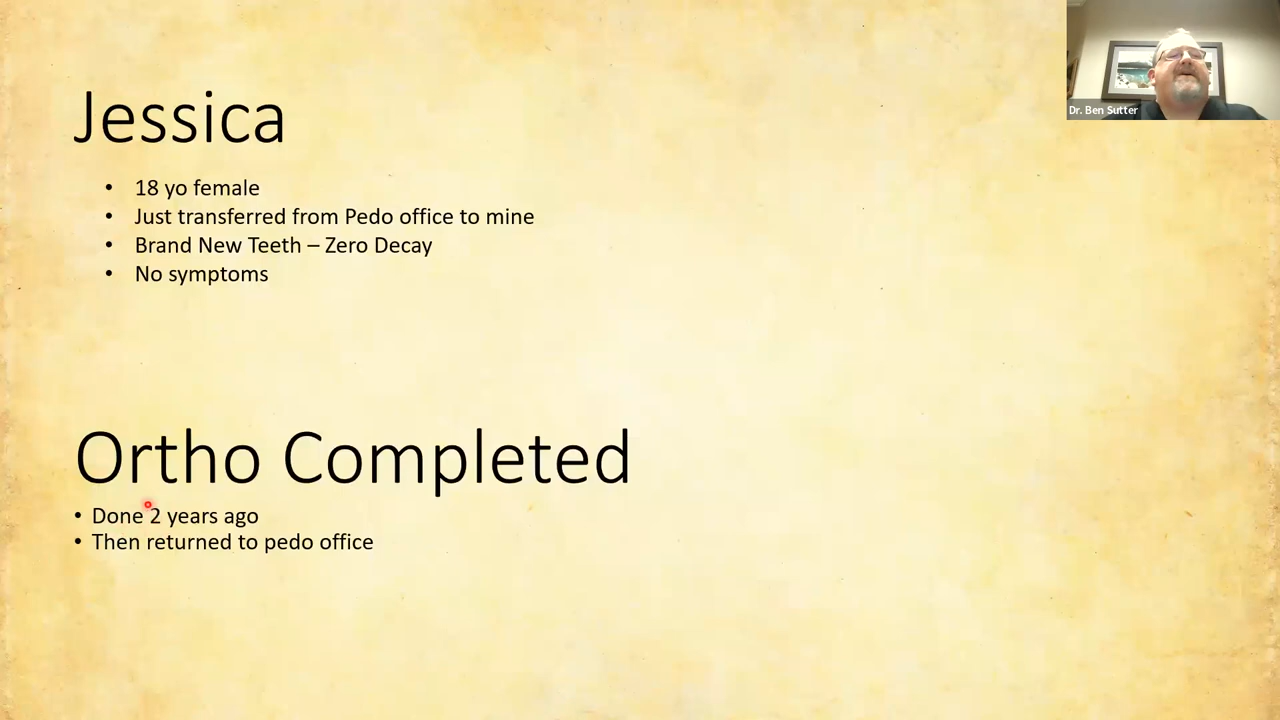 Jessica
• 18 yo female
• Just transferred from Pedo office to mine
• Brand New Teeth – Zero Decay
• No symptoms
Ortho Completed
• Done 2 years ago
• Then returned to pedo office
Dr. Ben Sutter